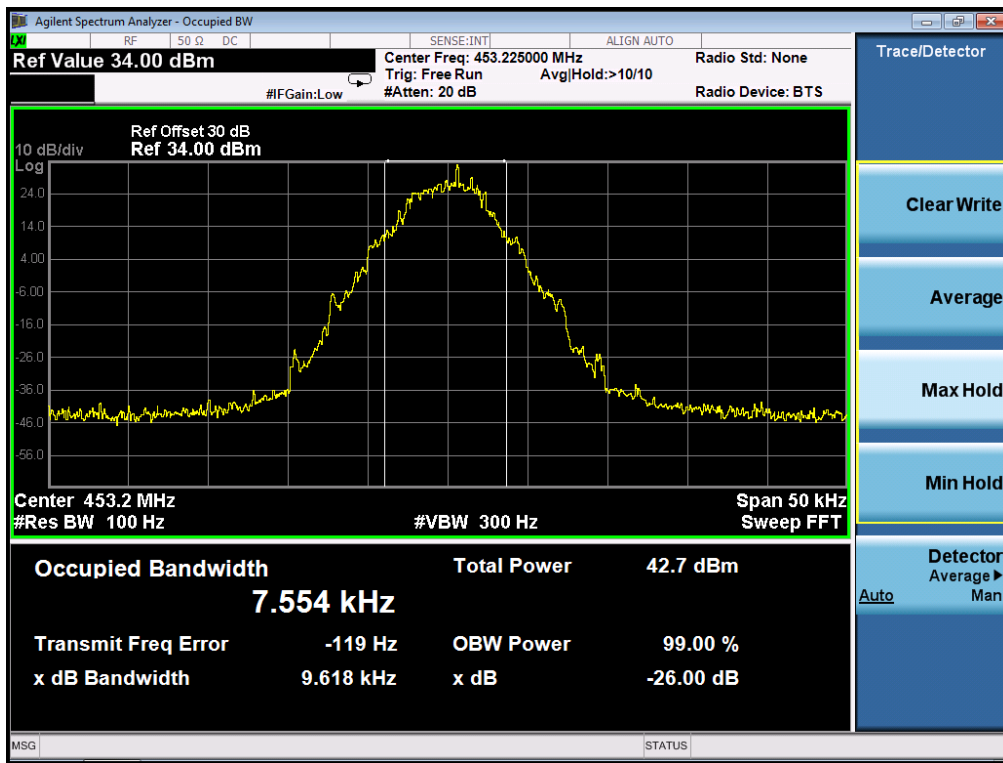 Agilent Spectrum Analyzer - Occupied BW
LXI RF 50 Ω DC SENSE:INT ALIGN AUTO
Ref Value 34.00 dBm
Center Freq: 453.225000 MHz Radio Std: None
Trig: Free Run Avg|Hold:>10/10
#IFGain:Low #Atten: 20 dB Radio Device: BTS
Ref Offset 30 dB
10 dB/div Ref 34.00 dBm
Log
24.0
14.0
4.00
-6.00
-16.0
-26.0
-36.0
-46.0
-56.0
Center 453.2 MHz Span 50 kHz
#Res BW 100 Hz #VBW 300 Hz Sweep FFT
Occupied Bandwidth Total Power 42.7 dBm
7.554 kHz
Transmit Freq Error -119 Hz OBW Power 99.00 %
x dB Bandwidth 9.618 kHz x dB -26.00 dB
MSG STATUS
Trace/Detector
Clear Write
Average
Max Hold
Min Hold
Detector
Average
Auto Man